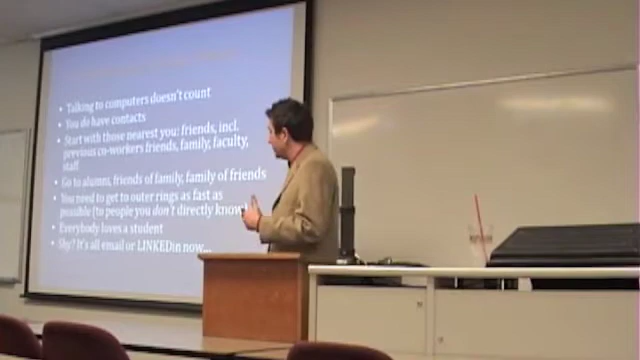 • Talking to computers doesn't count
• You do have contacts
• Start with those nearest you: friends, incl.
previous co-workers friends, family, faculty,
staff
• Go to alumns, friends of family, family of friends
• You need to get to outer rings as fast as
possible (to people you don't directly know)
• Everybody loves a student
• Shy? It's all email or LINKEDin now...